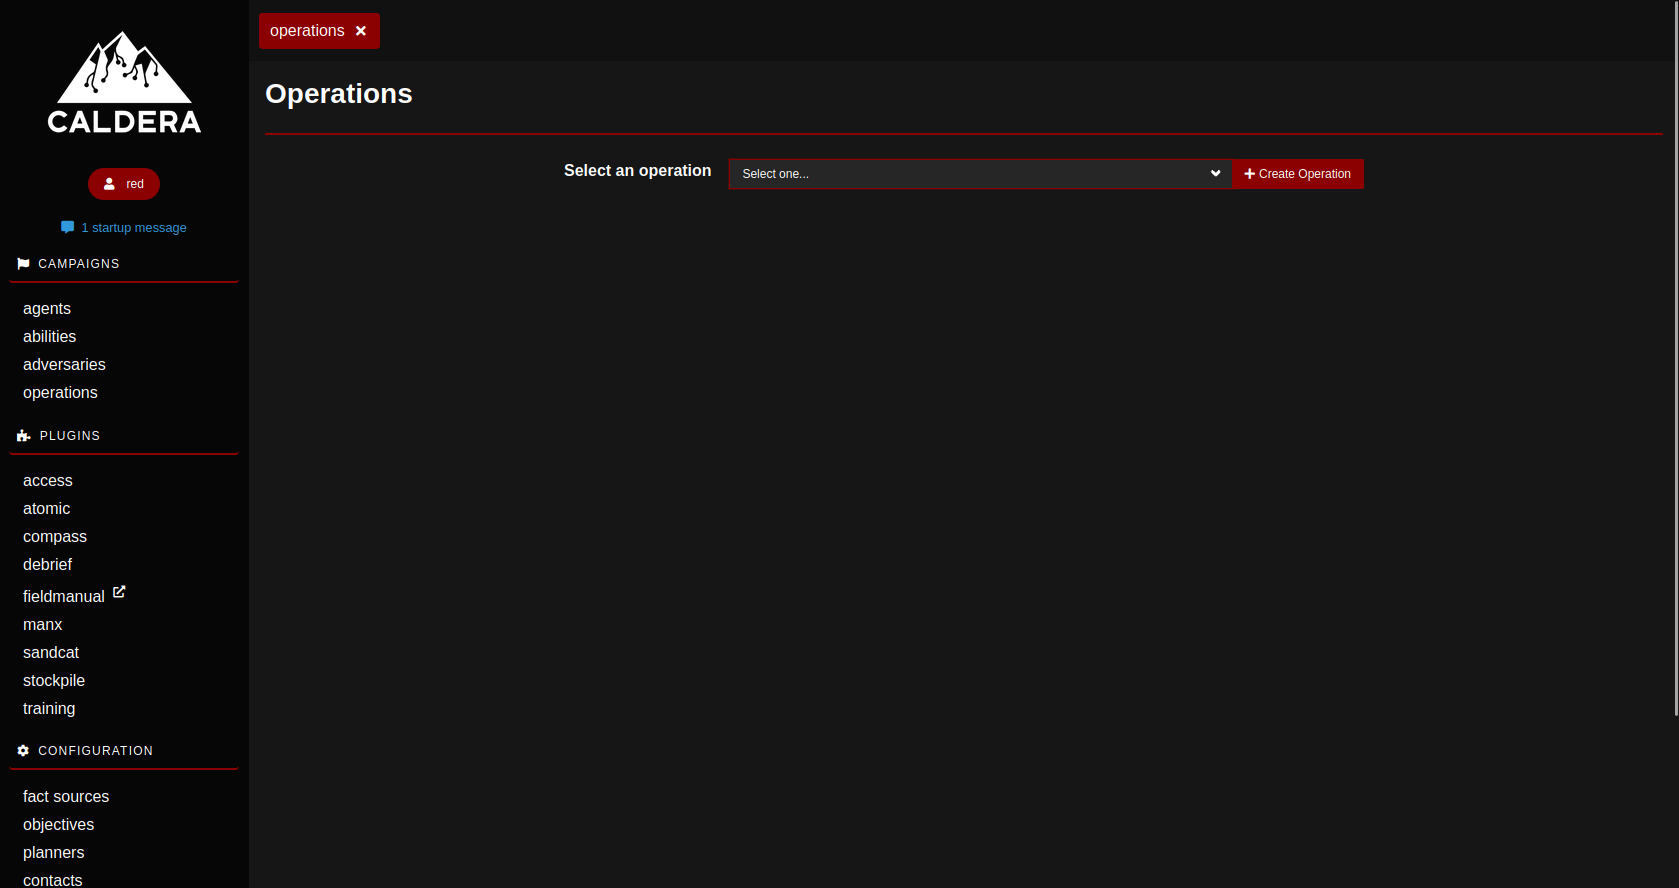 CALDERA
red
1 startup message
CAMPAIGNS
agents
abilities
adversaries
operations
PLUGINS
access
atomic
compass
debrief
fieldmanual
manx
sandcat
stockpile
training
CONFIGURATION
fact sources
objectives
planners
contacts
operations
Operations
Select an operation Select one... Create Operation